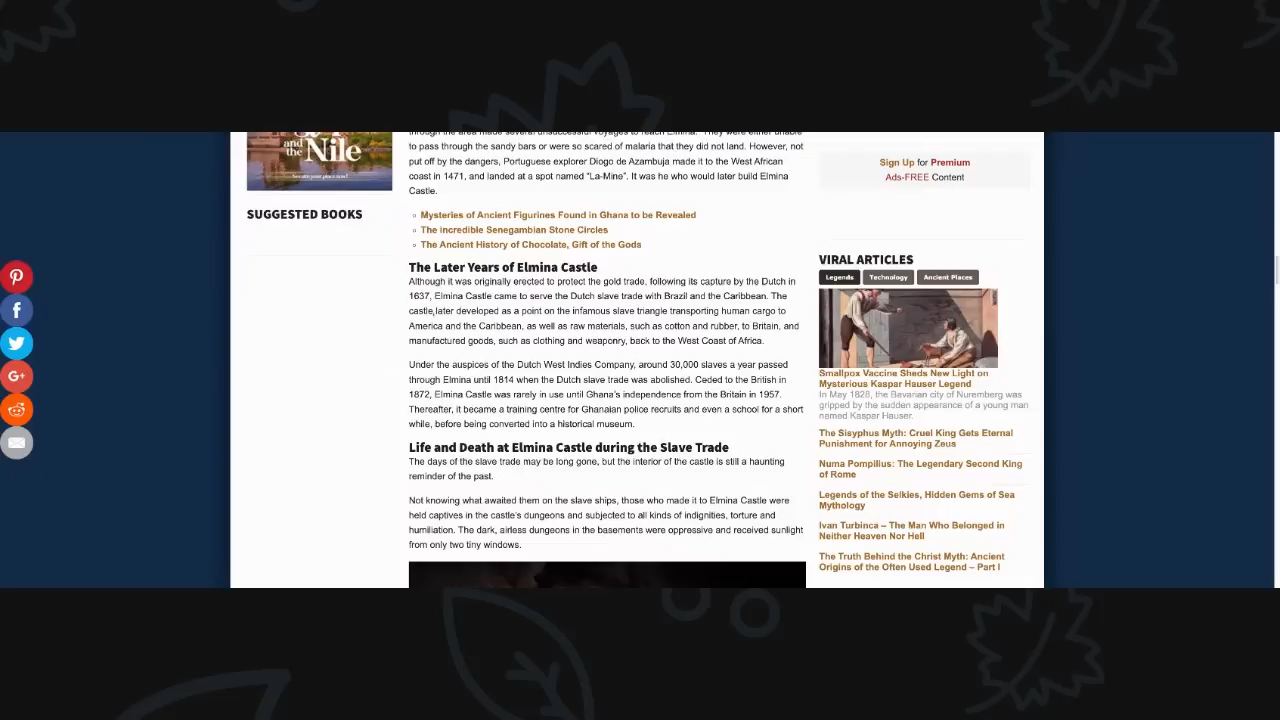 and
the Nile
because your place now!
SUGGESTED BOOKS
through the area made several unsuccessful voyages to reach Elmina. They were either unable
to pass through the sandy bars or were so scared of malaria that they did not land. However, not
put off by the dangers, Portuguese explorer Diogo de Azambuja made it to the West African
coast in 1471, and landed at a spot named “La-Mine”. It was he who would later build Elmina
Castle.
Mysteries of Ancient Figurines Found in Ghana to be Revealed
The incredible Senegambian Stone Circles
The Ancient History of Chocolate, Gift of the Gods
The Later Years of Elmina Castle
Although it was originally erected to protect the gold trade, following its capture by the Dutch in
1637, Elmina Castle came to serve the Dutch slave trade with Brazil and the Caribbean. The
castle later developed as a point on the infamous slave triangle transporting human cargo to
America and the Caribbean, as well as raw materials, such as cotton and rubber, to Britain, and
manufactured goods, such as clothing and weaponry, back to the West Coast of Africa.
Under the auspices of the Dutch West Indies Company, around 30,000 slaves a year passed
through Elmina until 1814 when the Dutch slave trade was abolished. Ceded to the British in
1872, Elmina Castle was rarely in use until Ghana’s independence from the Britain in 1957.
Thereafter, it became a training centre for Ghanaian police recruits and even a school for a short
while, before being converted into a historical museum.
Life and Death at Elmina Castle during the Slave Trade
The days of the slave trade may be long gone, but the interior of the castle is still a haunting
reminder of the past.
Not knowing what awaited them on the slave ships, those who made it to Elmina Castle were
held captives in the castle’s dungeons and subjected to all kinds of indignities, torture and
humiliation. The dark, airless dungeons in the basements were oppressive and received sunlight
from only two tiny windows.
Sign Up for Premium
Ads-FREE Content
VIRAL ARTICLES
Legends Technology Ancient Places
Smallpox Vaccine Sheds New Light on
Mysterious Kaspar Hauser Legend
In May 1828, the Bavarian city of Nuremberg was
gripped by the sudden appearance of a young man
named Kaspar Hauser.
The Sisyphus Myth: Cruel King Gets Eternal
Punishment for Annoying Zeus
Numa Pompilius: The Legendary Second King
of Rome
Legends of the Selkies, Hidden Gems of Sea
Mythology
Ivan Turbinca – The Man Who Belonged in
Neither Heaven Nor Hell
The Truth Behind the Christ Myth: Ancient
Origins of the Often Used Legend – Part I